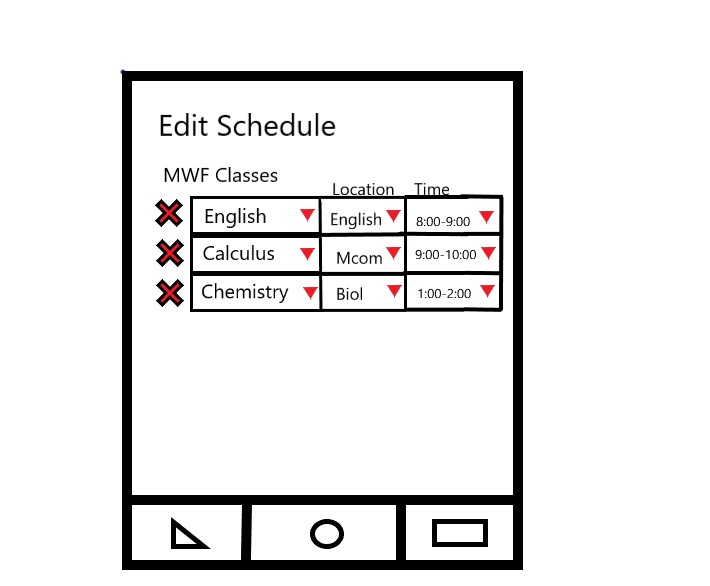 Edit Schedule
MWF Classes
Location Time
English English 8:00-9:00
Calculus Mcom 9:00-10:00
Chemistry Biol 1:00-2:00